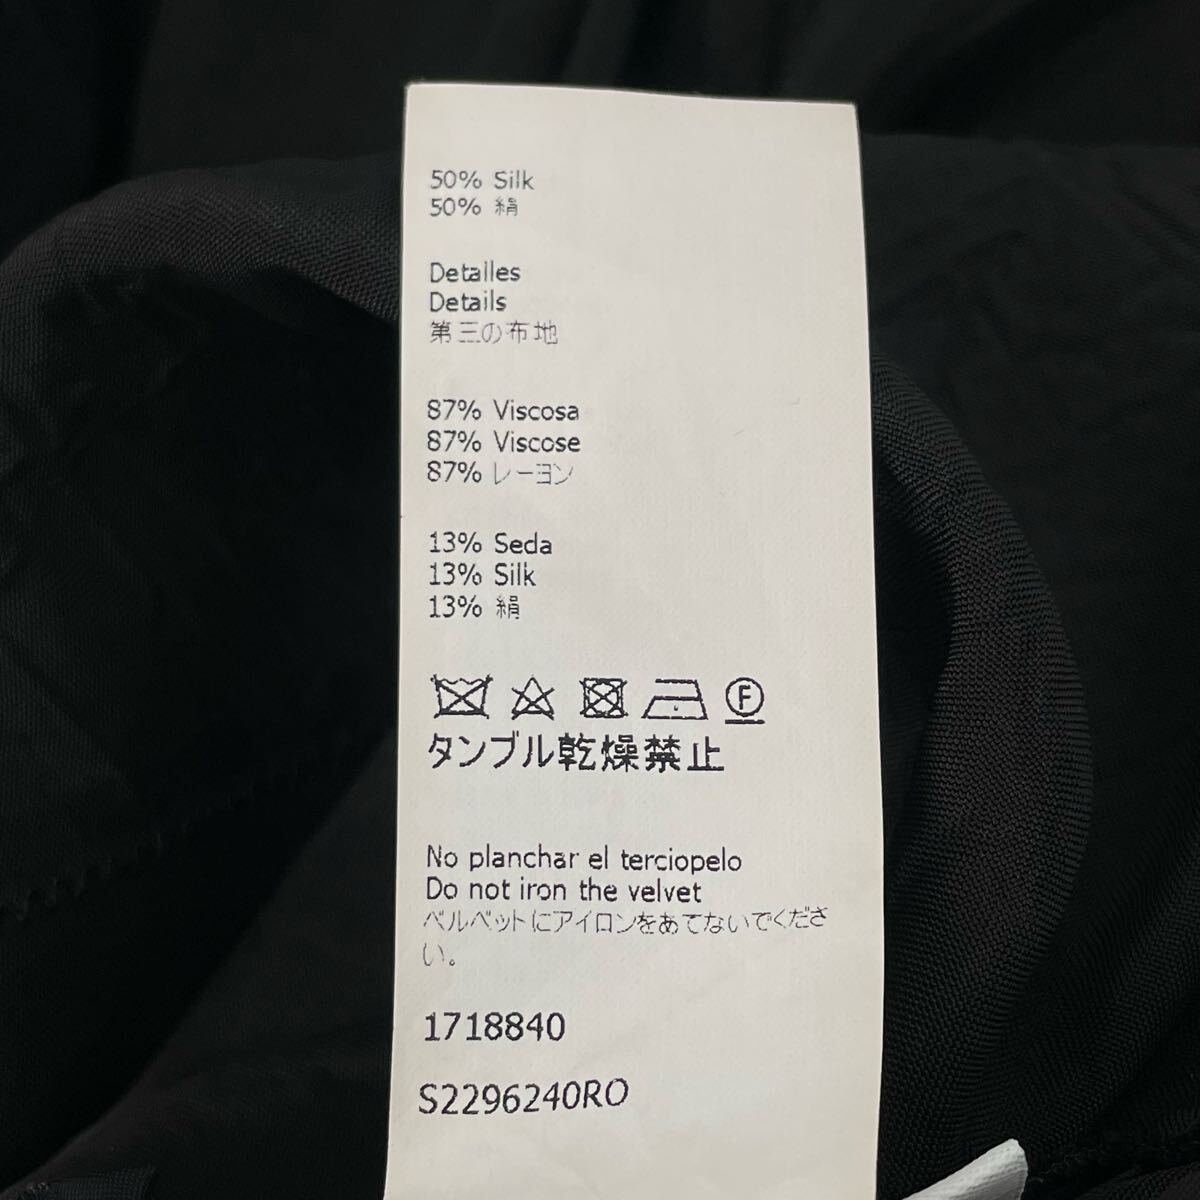 50% Silk
50% 絹
Detalles
Details
第三の布地
87% Viscosa
87% Viscose
87% レーヨン
13% Seda
13% Silk
13% 絹
F
タンブル乾燥禁止
No planchar el terciopelo
Do not iron the velvet
ベルベットにアイロンをあてないでくださ
い。
1718840
S2296240RO